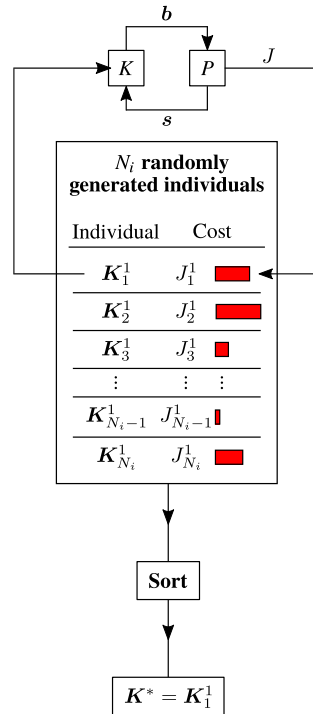 b
K P J
s
N_i randomly
generated individuals
Individual Cost
K_1^1 J_1^1
K_2^1 J_2^1
K_3^1 J_3^1
⋮ ⋮ ⋮
K_{N_i−1}^1 J_{N_i−1}^1
K_{N_i}^1 J_{N_i}^1
Sort
K^* = K_1^1